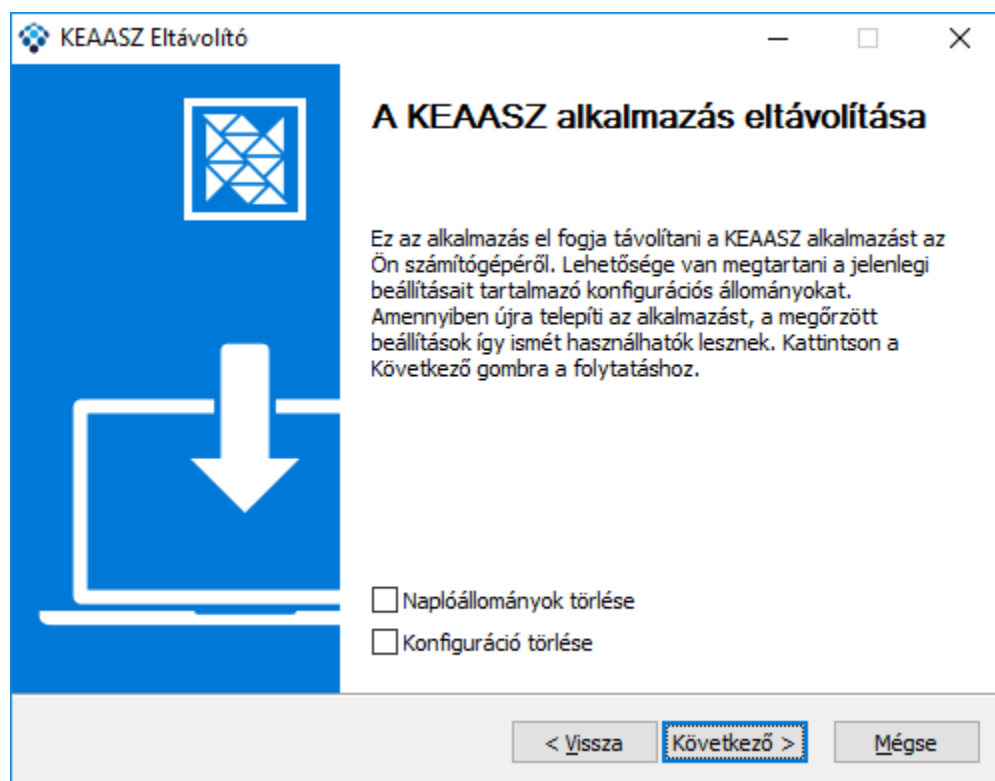 KEAASZ Eltávolító
A KEAASZ alkalmazás eltávolítása
Ez az alkalmazás el fogja távolítani a KEAASZ alkalmazást az
Ön számítógépéről. Lehetősége van megtartani a jelenlegi
beállításait tartalmazó konfigurációs állományokat.
Amennyiben újra telepíti az alkalmazást, a megőrzött
beállítások így ismét használhatók lesznek. Kattintson a
Következő gombra a folytatáshoz.
Naplóállományok törlése
Konfiguráció törlése
< Vissza
Következő >
Mégse